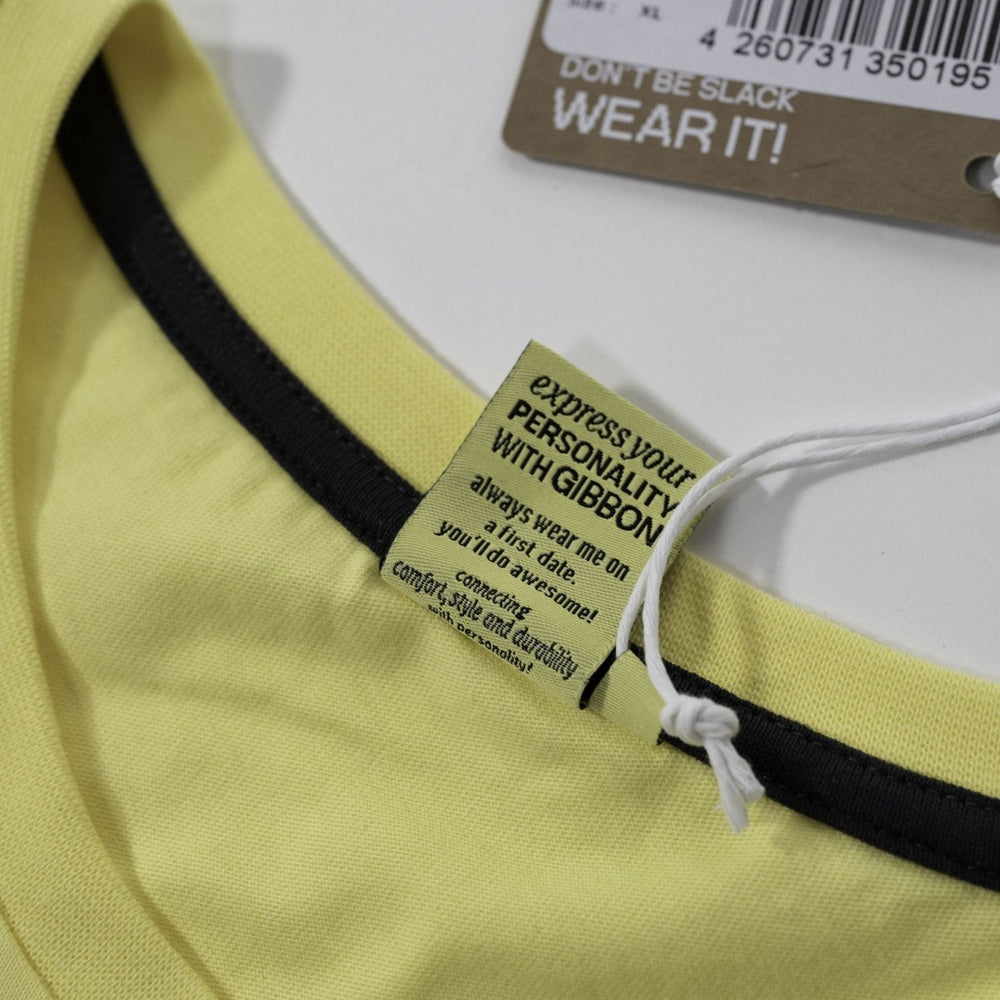 Size: XL
4 260731 350195
DON'T BE SLACK
WEAR IT!
express your
PERSONALITY
WITH GIBBON
always wear me on
a first date.
you'll do awesome!
connecting
comfort, style and durability
with personality!